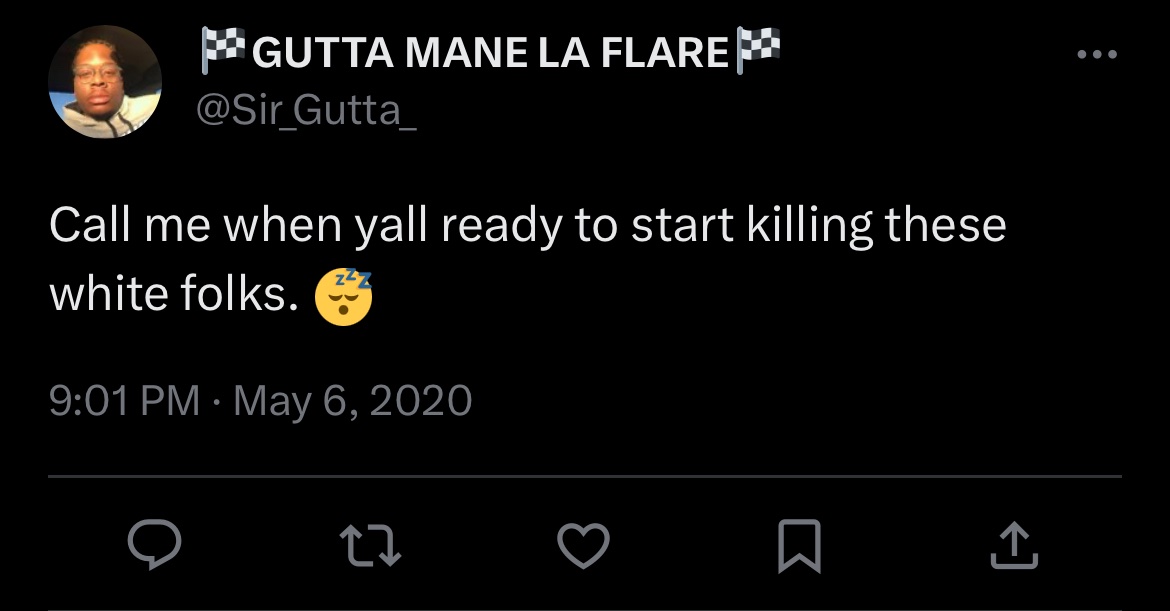 🏁GUTTA MANE LA FLARE🏁
@Sir_Gutta_
Call me when yall ready to start killing these
white folks. 😴
9:01 PM · May 6, 2020